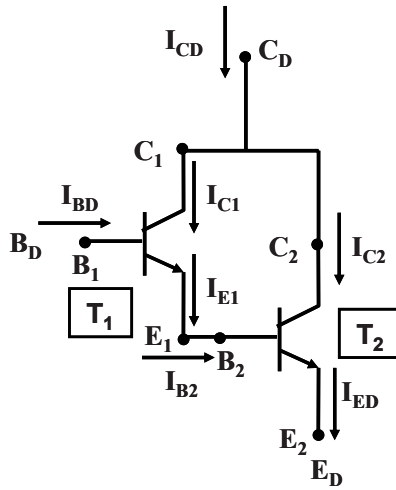 I_CD
C_D
C_1
I_C1
I_BD
B_D
B_1
C_2
I_C2
I_E1
T_1
E_1
B_2
T_2
I_B2
I_ED
E_2
E_D